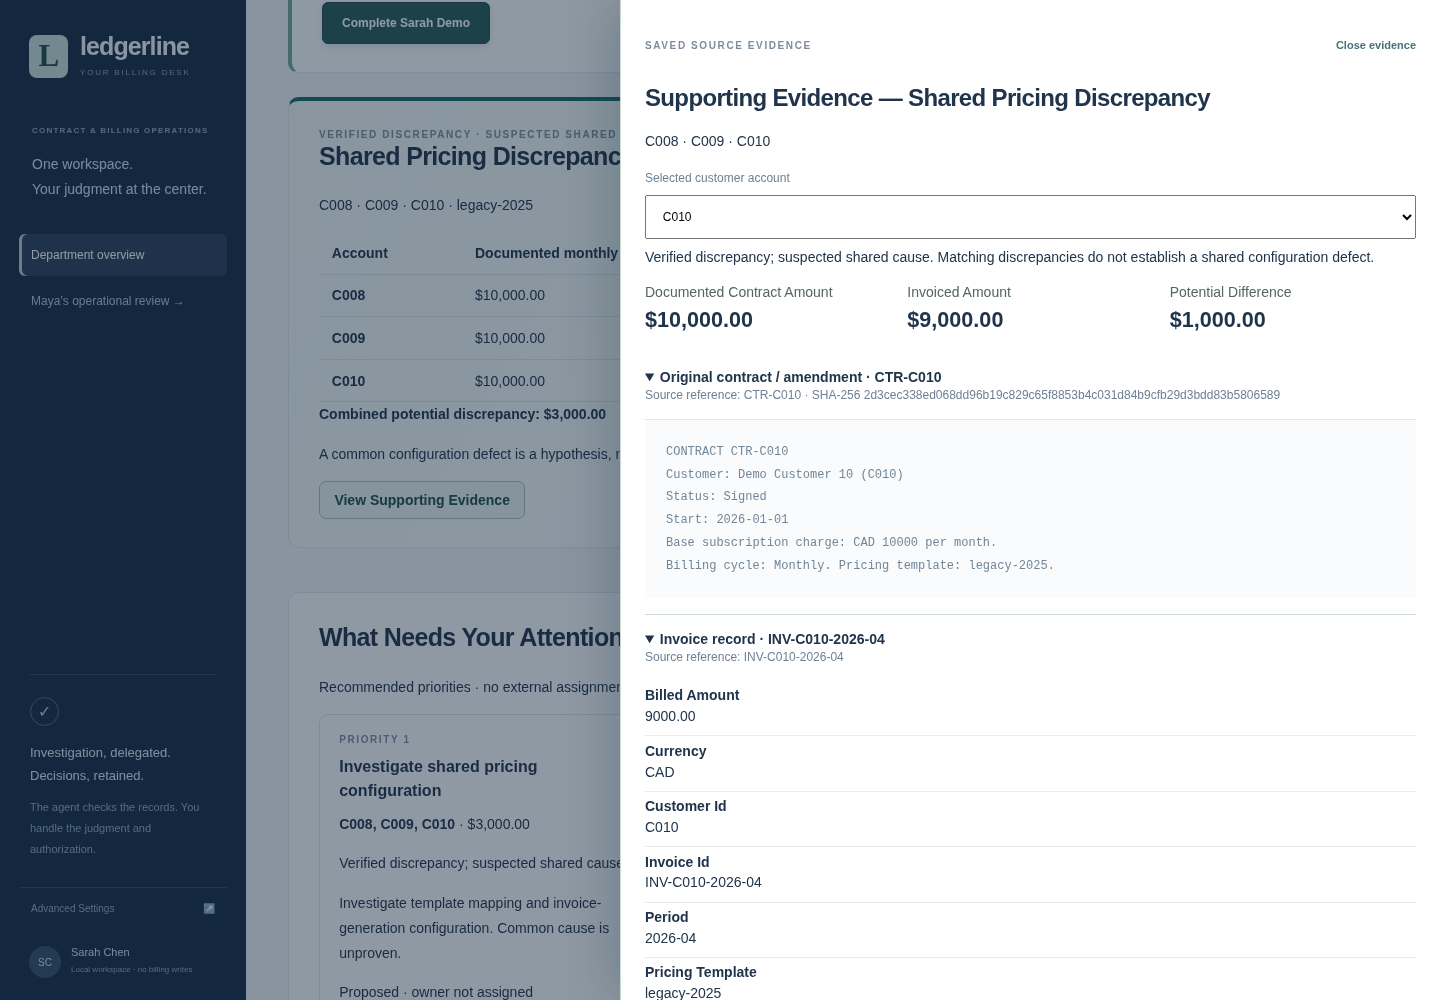 L
ledgerline
YOUR BILLING DESK
CONTRACT & BILLING OPERATIONS
One workspace.
Your judgment at the center.
Department overview
Maya's operational review →
✓
Investigation, delegated.
Decisions, retained.
The agent checks the records. You
handle the judgment and
authorization.
Advanced Settings
SC
Sarah Chen
Local workspace · no billing writes
Complete Sarah Demo
VERIFIED DISCREPANCY · SUSPECTED SHARED
Shared Pricing Discrepanc
C008 · C009 · C010 · legacy-2025
Account Documented monthly
C008 $10,000.00
C009 $10,000.00
C010 $10,000.00
Combined potential discrepancy: $3,000.00
A common configuration defect is a hypothesis,
View Supporting Evidence
What Needs Your Attention
Recommended priorities · no external assignmen
PRIORITY 1
Investigate shared pricing
configuration
C008, C009, C010 · $3,000.00
Verified discrepancy; suspected shared cause
Investigate template mapping and invoice-
generation configuration. Common cause is
unproven.
Proposed · owner not assigned
SAVED SOURCE EVIDENCE
Close evidence
Supporting Evidence — Shared Pricing Discrepancy
C008 · C009 · C010
Selected customer account
C010
Verified discrepancy; suspected shared cause. Matching discrepancies do not establish a shared configuration defect.
Documented Contract Amount Invoiced Amount Potential Difference
$10,000.00 $9,000.00 $1,000.00
▼ Original contract / amendment · CTR-C010
Source reference: CTR-C010 · SHA-256 2d3cec338ed068dd96b19c829c65f8853b4c031d84b9cfb29d3bdd83b5806589
CONTRACT CTR-C010
Customer: Demo Customer 10 (C010)
Status: Signed
Start: 2026-01-01
Base subscription charge: CAD 10000 per month.
Billing cycle: Monthly. Pricing template: legacy-2025.
▼ Invoice record · INV-C010-2026-04
Source reference: INV-C010-2026-04
Billed Amount
9000.00
Currency
CAD
Customer Id
C010
Invoice Id
INV-C010-2026-04
Period
2026-04
Pricing Template
legacy-2025